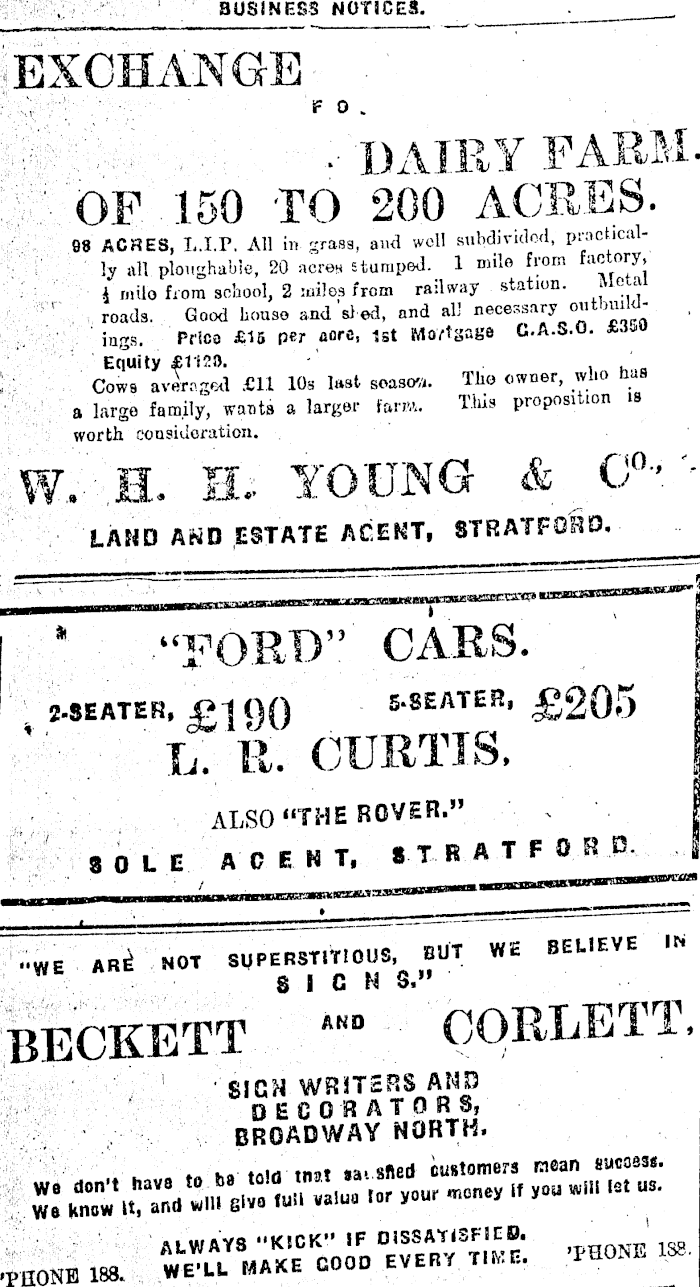 BUSINESS NOTICES.
EXCHANGE
FO.
DAIRY FARM.
OF 150 TO 200 ACRES.
98 ACRES, L.I.P. All in grass, and well subdivided, practical-
ly all ploughable, 20 acres stumped. 1 mile from factory,
½ mile from school, 2 miles from railway station. Metal
roads. Good house and shed, and all necessary outbuild-
ings. Price £15 per acre, 1st Mortgage G.A.S.O. £350
Equity £1120.
Cows averaged £11 10s last season. The owner, who has
a large family, wants a larger farm. This proposition is
worth consideration.
W. H. H. YOUNG & Co.,
LAND AND ESTATE AGENT, STRATFORD.
"FORD" CARS.
2-SEATER, £190 5-SEATER, £205
L. R. CURTIS,
ALSO "THE ROVER."
SOLE AGENT, STRATFORD.
"WE ARE NOT SUPERSTITIOUS, BUT WE BELIEVE IN
SIGNS."
BECKETT AND CORLETT,
SIGN WRITERS AND
DECORATORS,
BROADWAY NORTH.
We don't have to be told that satisfied customers mean success.
We know it, and will give full value for your money if you will let us.
ALWAYS "KICK" IF DISSATISFIED.
'PHONE 188. WE'LL MAKE GOOD EVERY TIME. 'PHONE 188.